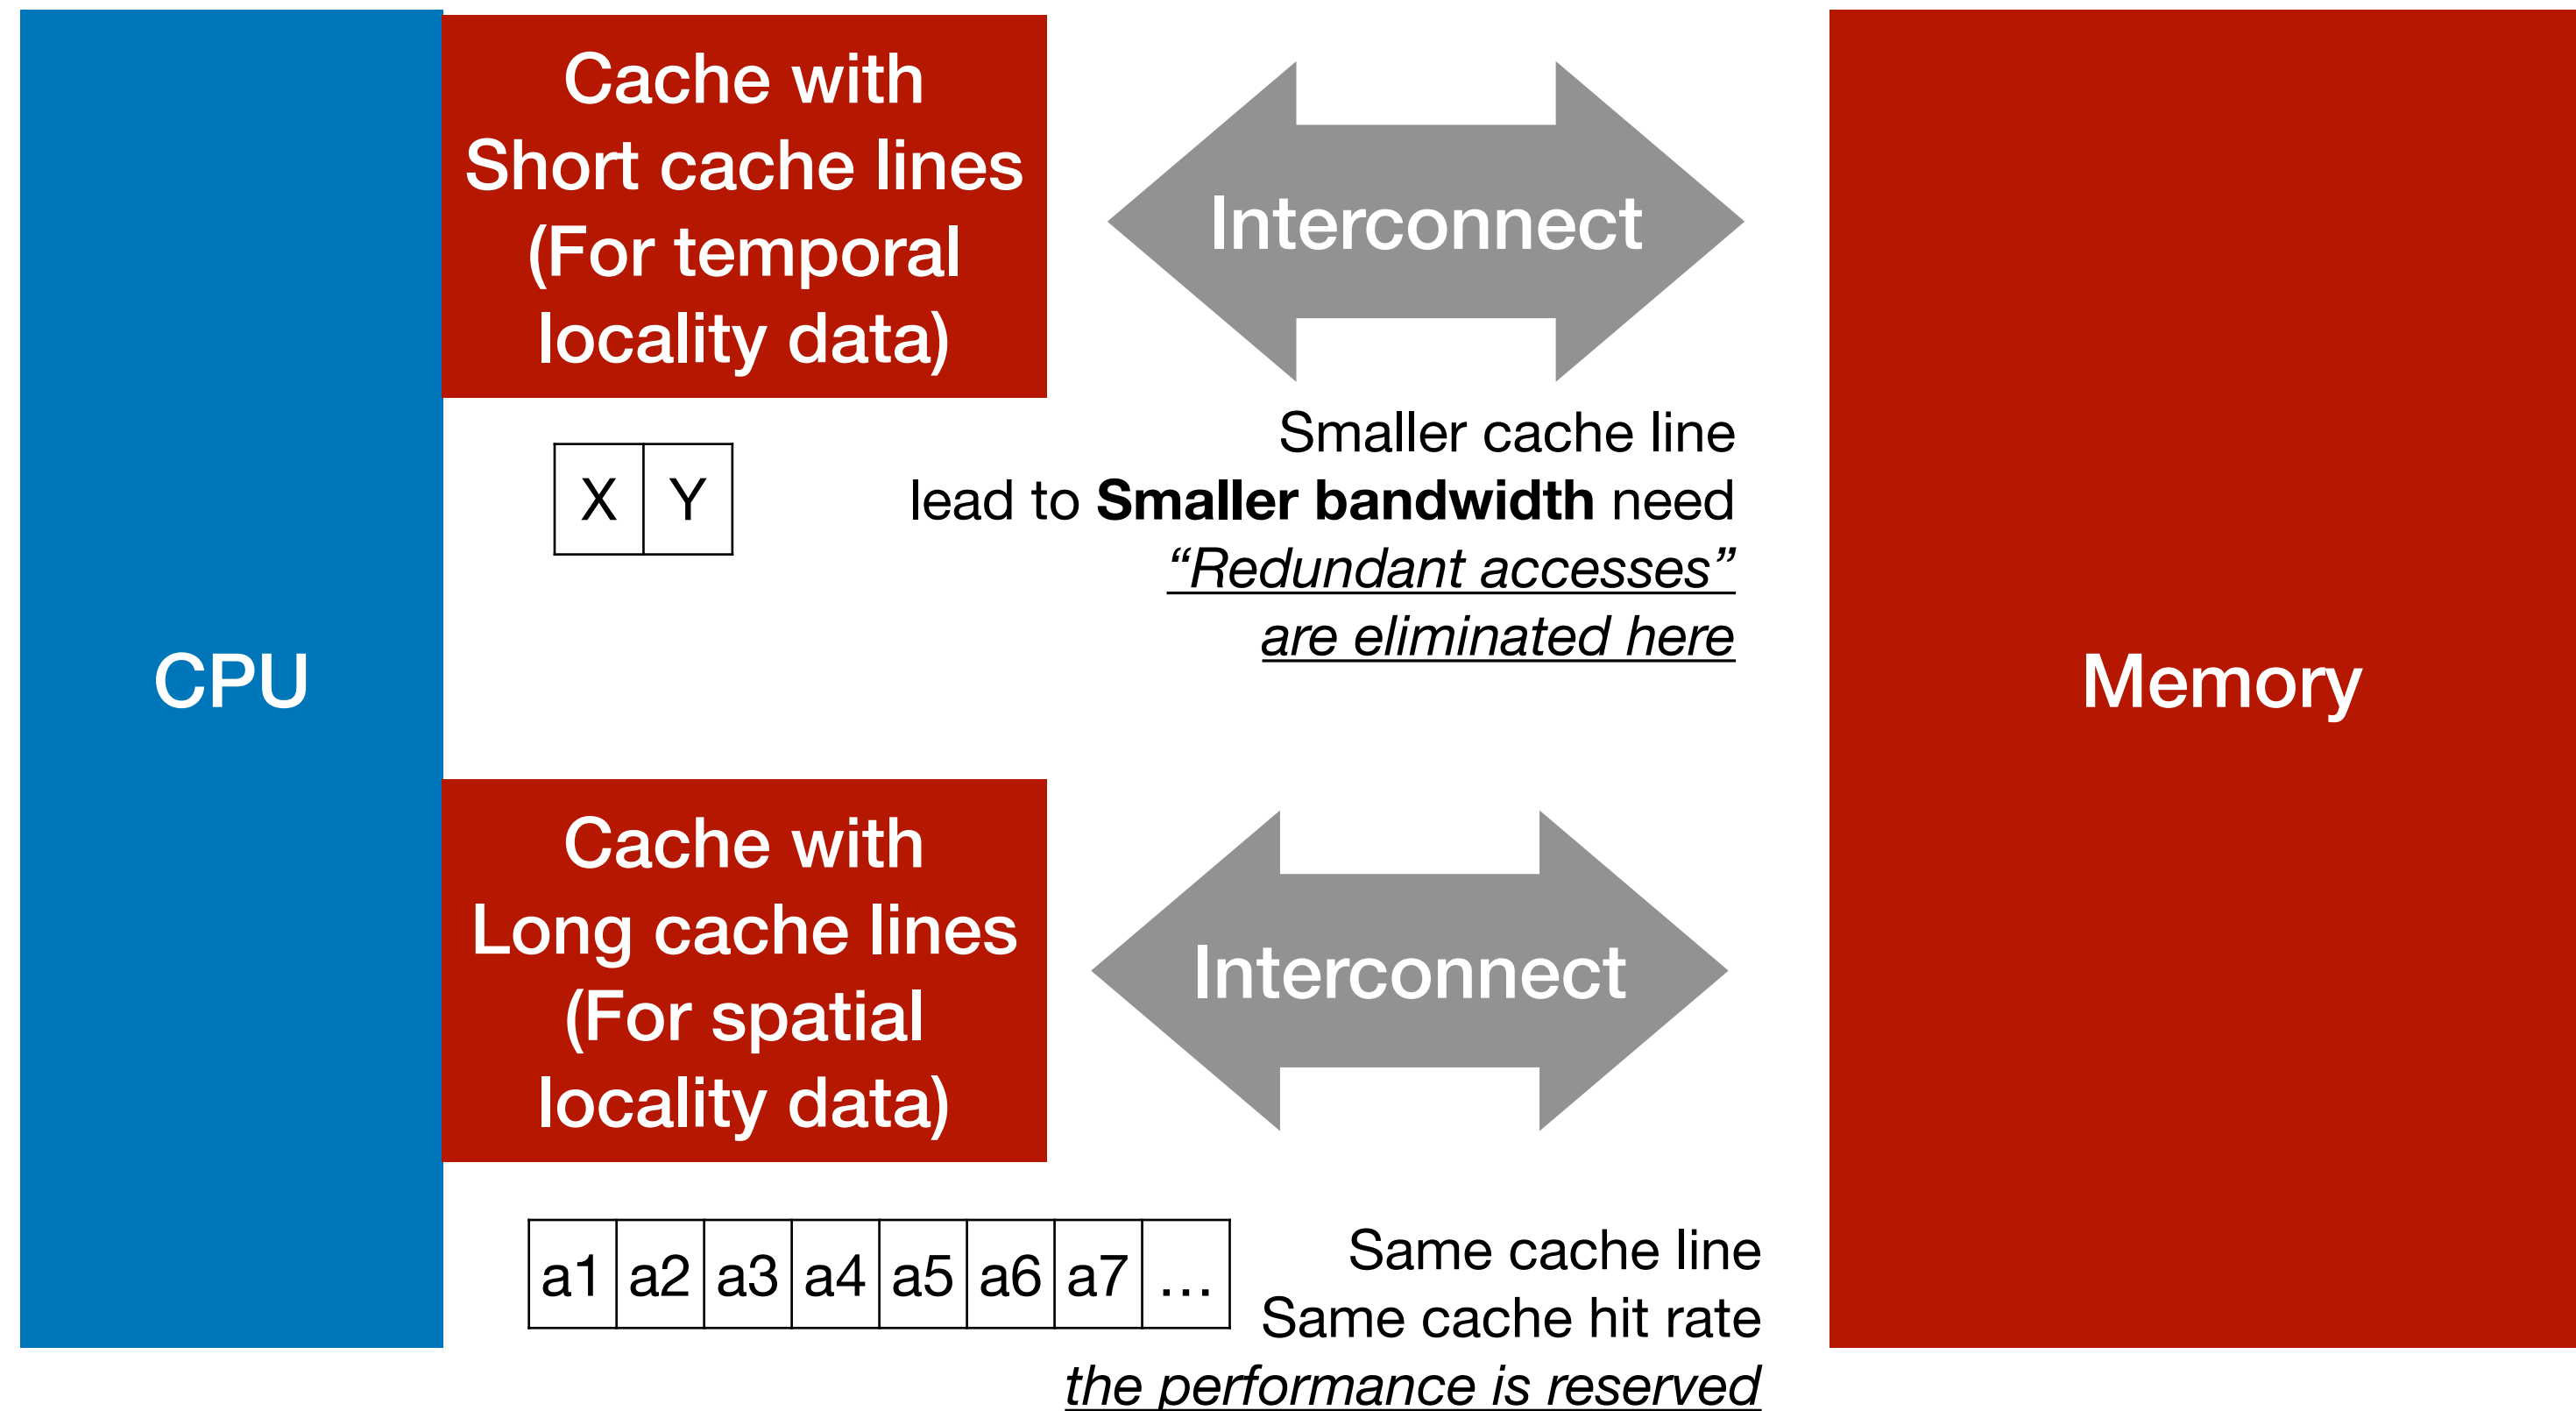 CPU
Cache with
Short cache lines
(For temporal
locality data)
Interconnect
X Y
Smaller cache line
lead to Smaller bandwidth need
“Redundant accesses”
are eliminated here
Memory
Cache with
Long cache lines
(For spatial
locality data)
Interconnect
a1 a2 a3 a4 a5 a6 a7 ...
Same cache line
Same cache hit rate
the performance is reserved